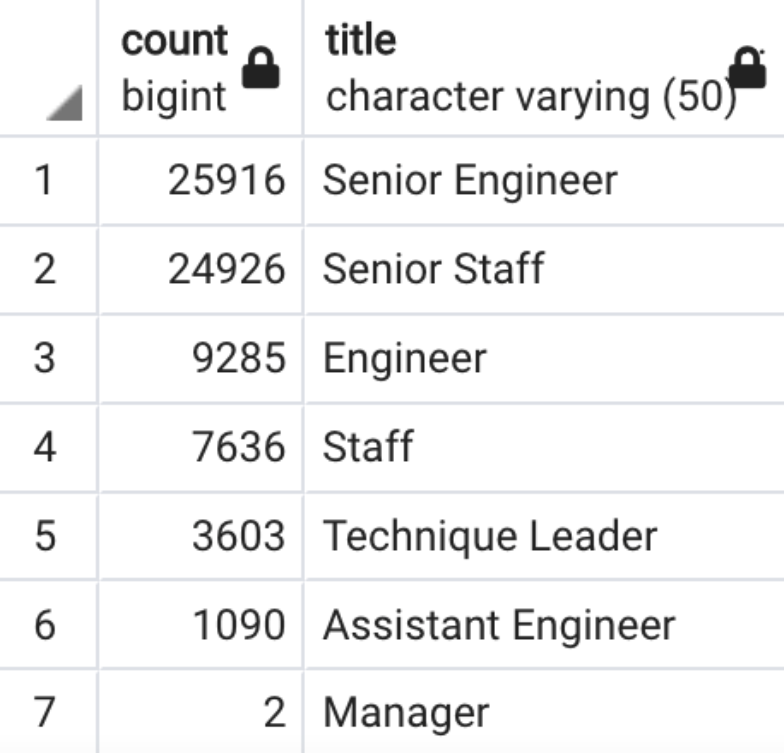 count title
bigint character varying (50)
1 25916 Senior Engineer
2 24926 Senior Staff
3 9285 Engineer
4 7636 Staff
5 3603 Technique Leader
6 1090 Assistant Engineer
7 2 Manager